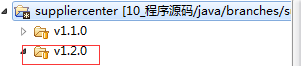 suppliercenter [10_程序源码/java/branches/s
v1.1.0
v1.2.0